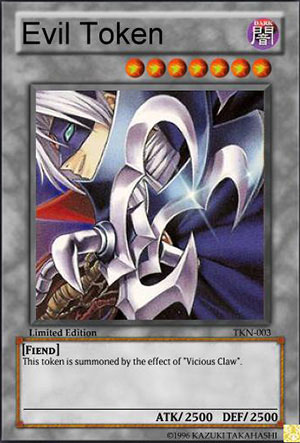 Evil Token
DARK
闇
Limited Edition
TKN-003
[FIEND]
This token is summoned by the effect of "Vicious Claw".
ATK/ 2500 DEF/ 2500
©1996 KAZUKI TAKAHASHI